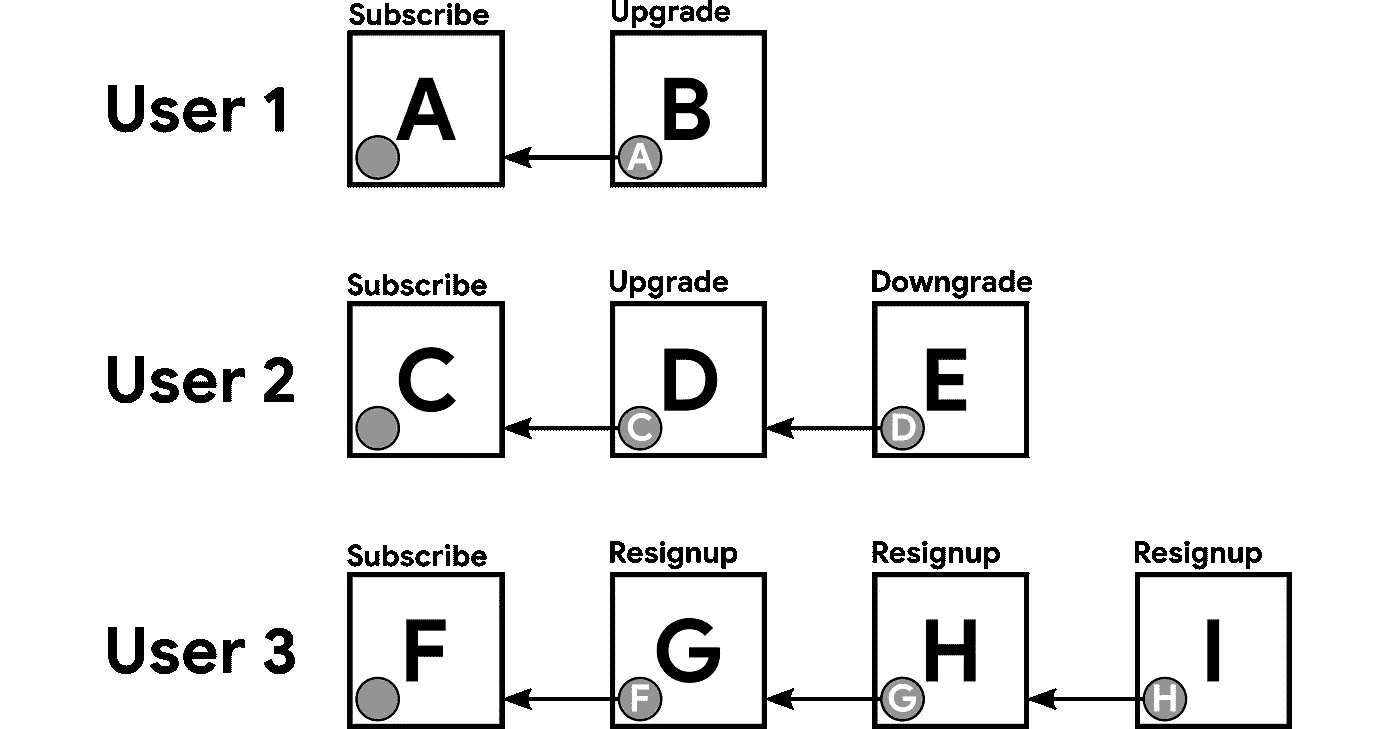 Subscribe Upgrade
User 1 A B
A
Subscribe Upgrade Downgrade
User 2 C D E
C D
Subscribe Resignup Resignup Resignup
User 3 F G H I
F G H